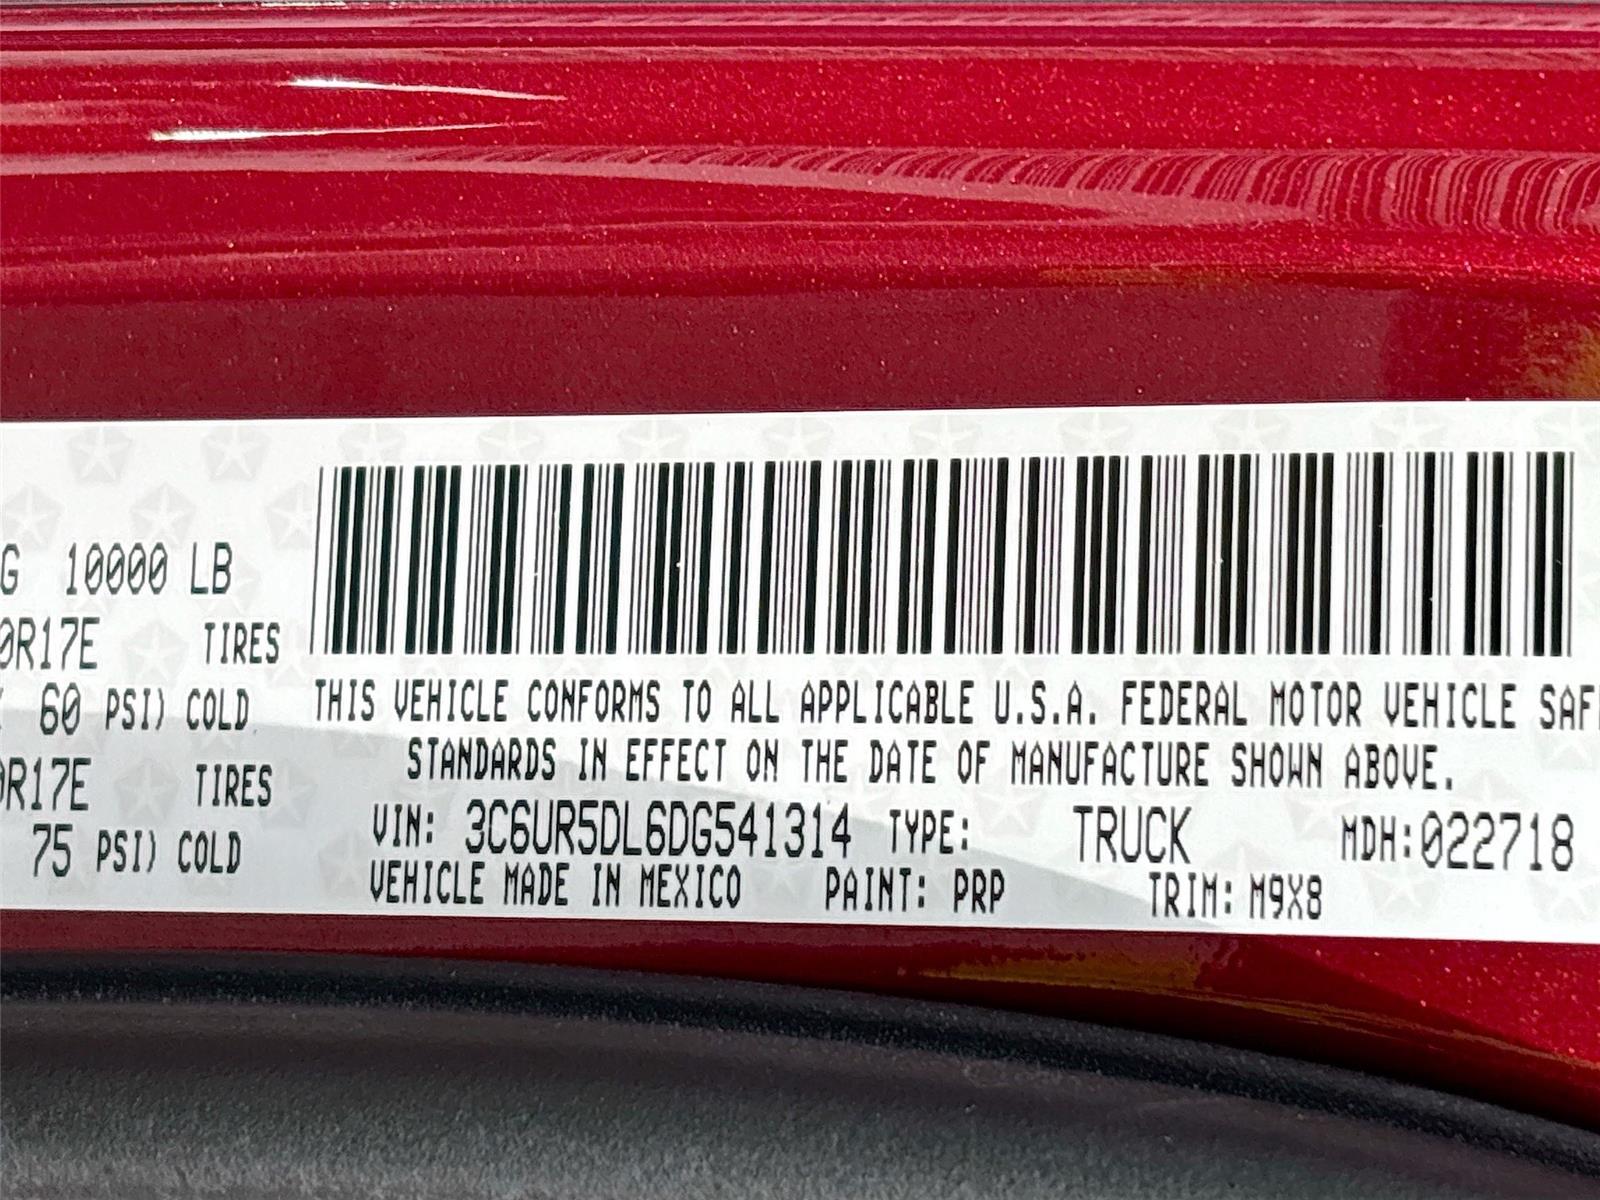 G 10000 LB
0R17E TIRES
60 PSI) COLD
0R17E TIRES
75 PSI) COLD
THIS VEHICLE CONFORMS TO ALL APPLICABLE U.S.A. FEDERAL MOTOR VEHICLE SAF
STANDARDS IN EFFECT ON THE DATE OF MANUFACTURE SHOWN ABOVE.
VIN: 3C6UR5DL6DG541314 TYPE: TRUCK MDH:022718
VEHICLE MADE IN MEXICO PAINT: PRP TRIM: M9X8